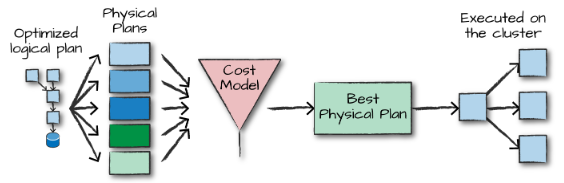 Optimized
logical plan
Physical
Plans
Cost
Model
Best
Physical Plan
Executed on
the cluster